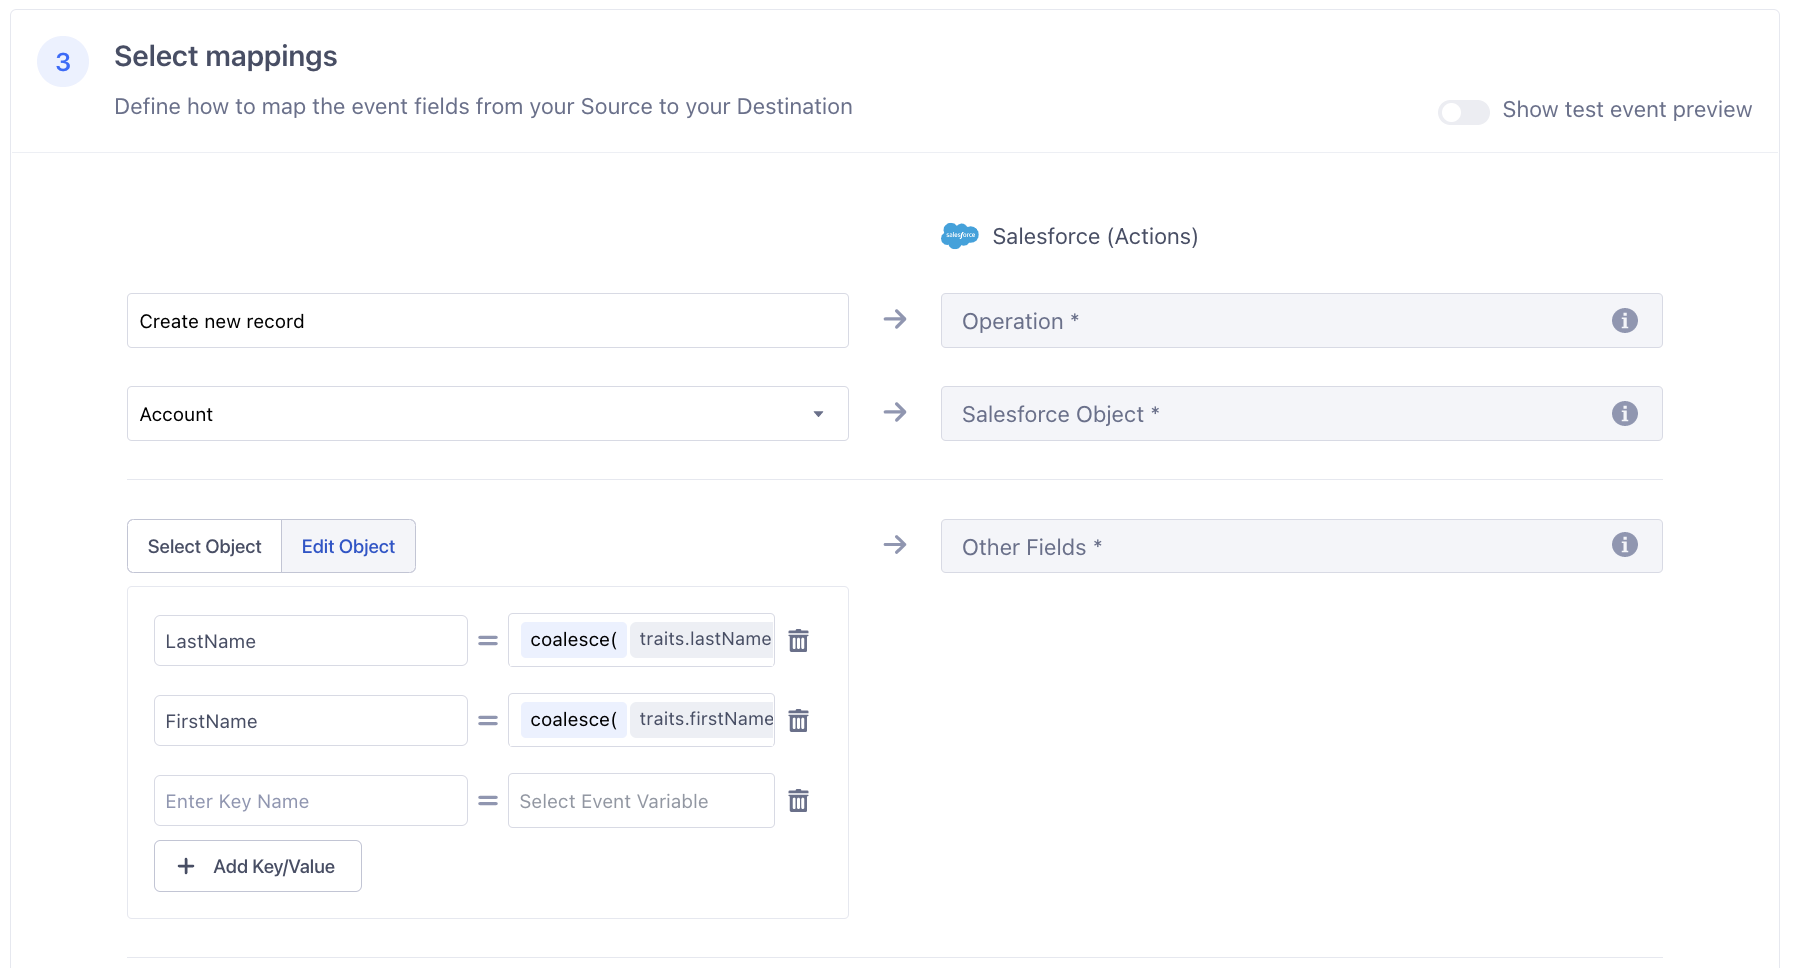 3
Select mappings
Define how to map the event fields from your Source to your Destination
Show test event preview
salesforce
Salesforce (Actions)
Create new record
Operation *
Account
Salesforce Object *
Select Object
Edit Object
Other Fields *
LastName
coalesce( traits.lastName
FirstName
coalesce( traits.firstName
Enter Key Name
Select Event Variable
Add Key/Value